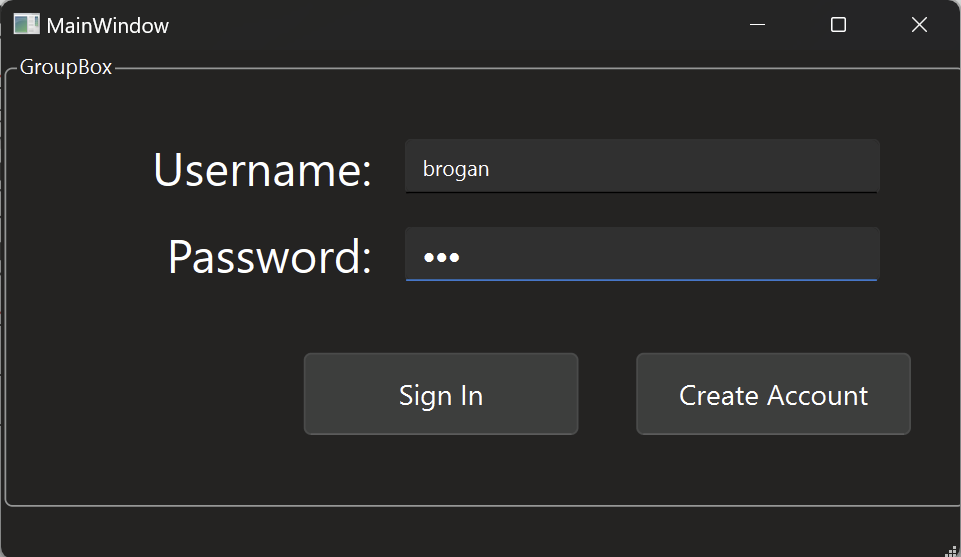 MainWindow
GroupBox
Username:
brogan
Password:
•••
Sign In
Create Account